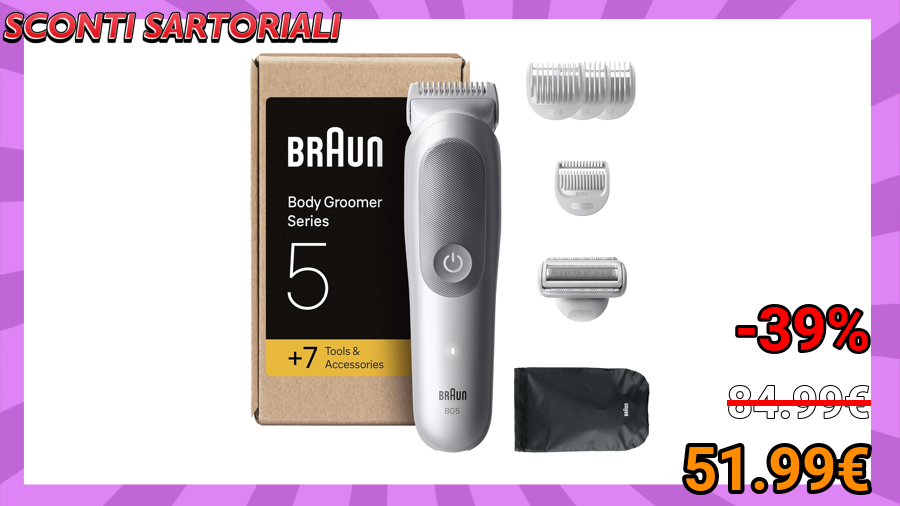 SCONTI SARTORIALI
BRAUN
Body Groomer
Series
5
+7 Tools &
Accessories
BRAUN
BG5
BRAUN
-39%
84.99€
51.99€